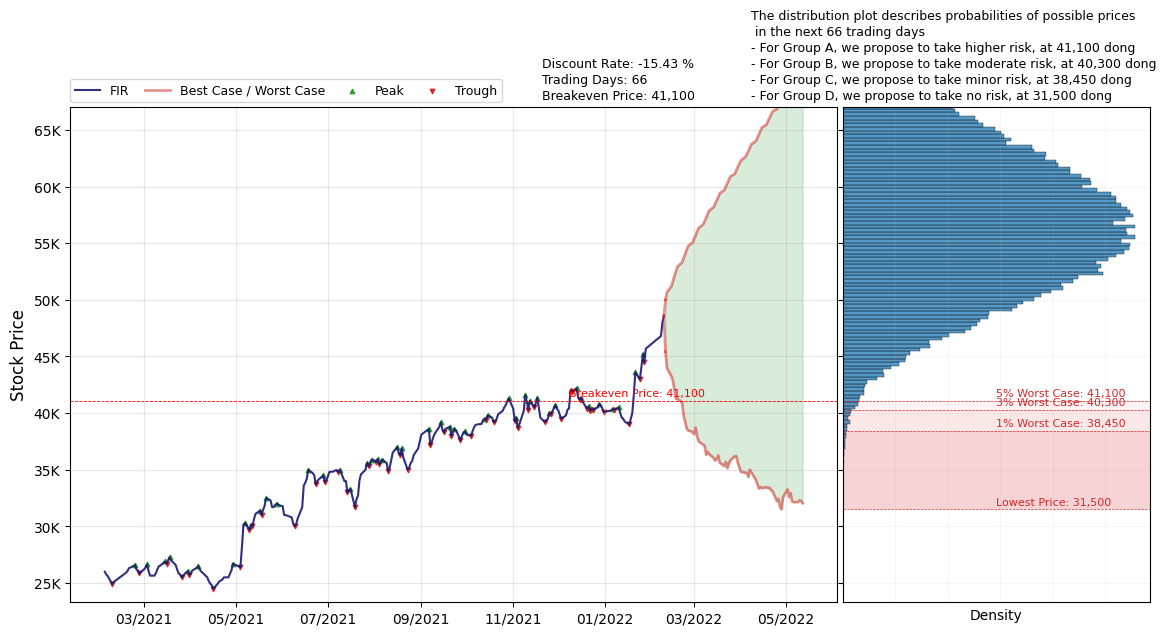 The distribution plot describes probabilities of possible prices
in the next 66 trading days
- For Group A, we propose to take higher risk, at 41,100 dong
- For Group B, we propose to take moderate risk, at 40,300 dong
- For Group C, we propose to take minor risk, at 38,450 dong
- For Group D, we propose to take no risk, at 31,500 dong
Discount Rate: -15.43 %
Trading Days: 66
Breakeven Price: 41,100
FIR
Best Case / Worst Case
Peak
Trough
Stock Price
65K
60K
55K
50K
45K
40K
35K
30K
25K
Breakeven Price: 41,100
5% Worst Case: 41,100
3% Worst Case: 40,300
1% Worst Case: 38,450
Lowest Price: 31,500
03/2021
05/2021
07/2021
09/2021
11/2021
01/2022
03/2022
05/2022
Density